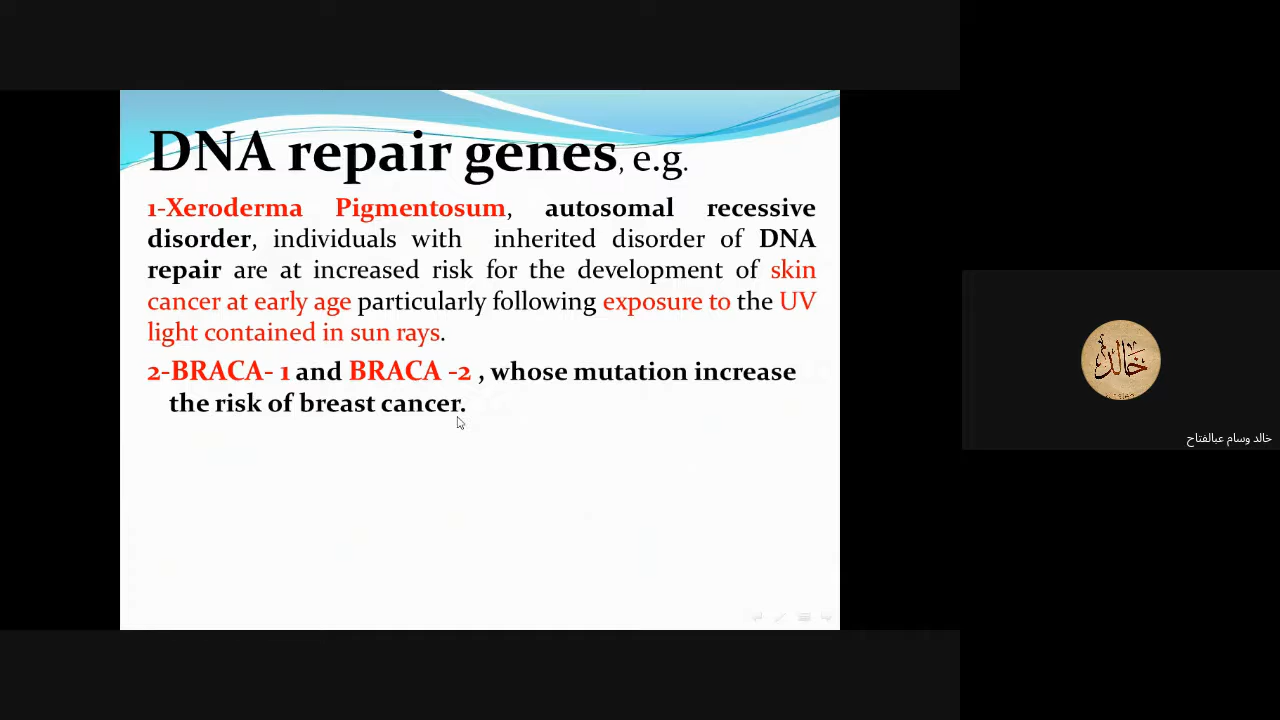 DNA repair genes, e.g.
1-Xeroderma Pigmentosum, autosomal recessive
disorder, individuals with inherited disorder of DNA
repair are at increased risk for the development of skin
cancer at early age particularly following exposure to the UV
light contained in sun rays.
2-BRACA- 1 and BRACA -2 , whose mutation increase
the risk of breast cancer.
خالد
خالد وسام عبالفتاح